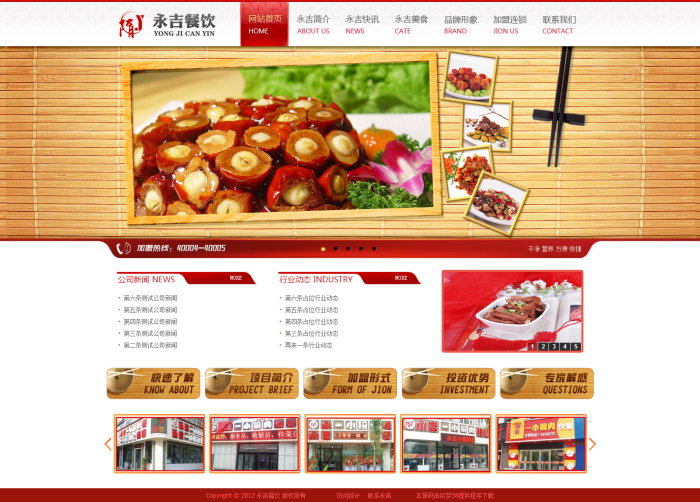 永吉餐饮
YONG JI CAN YIN
网站首页 永吉简介 永吉快讯 永吉美食 品牌形象 加盟连锁 联系我们
HOME ABOUT US NEWS CATE BRAND JION US CONTACT
加盟热线：40004-40005
干净 营养 方便 快捷
公司新闻 NEWS MORE
第六条测试公司新闻
第五条测试公司新闻
第四条测试公司新闻
第三条测试公司新闻
第二条测试公司新闻
行业动态 INDUSTRY MORE
第六条占位行业动态
第五条占位行业动态
第四条占位行业动态
第三条占位行业动态
再来一条行业动态
1 2 3 4 5
快速了解 项目简介 加盟形式 投资优势 专家解惑
KNOW ABOUT PROJECT BRIEF FORM OF JION INVESTMENT QUESTIONS
一小碗肉 快餐
Copyright © 2012 永吉餐饮 版权所有 访问统计 联系永吉 本源码由织梦58提供程序下载